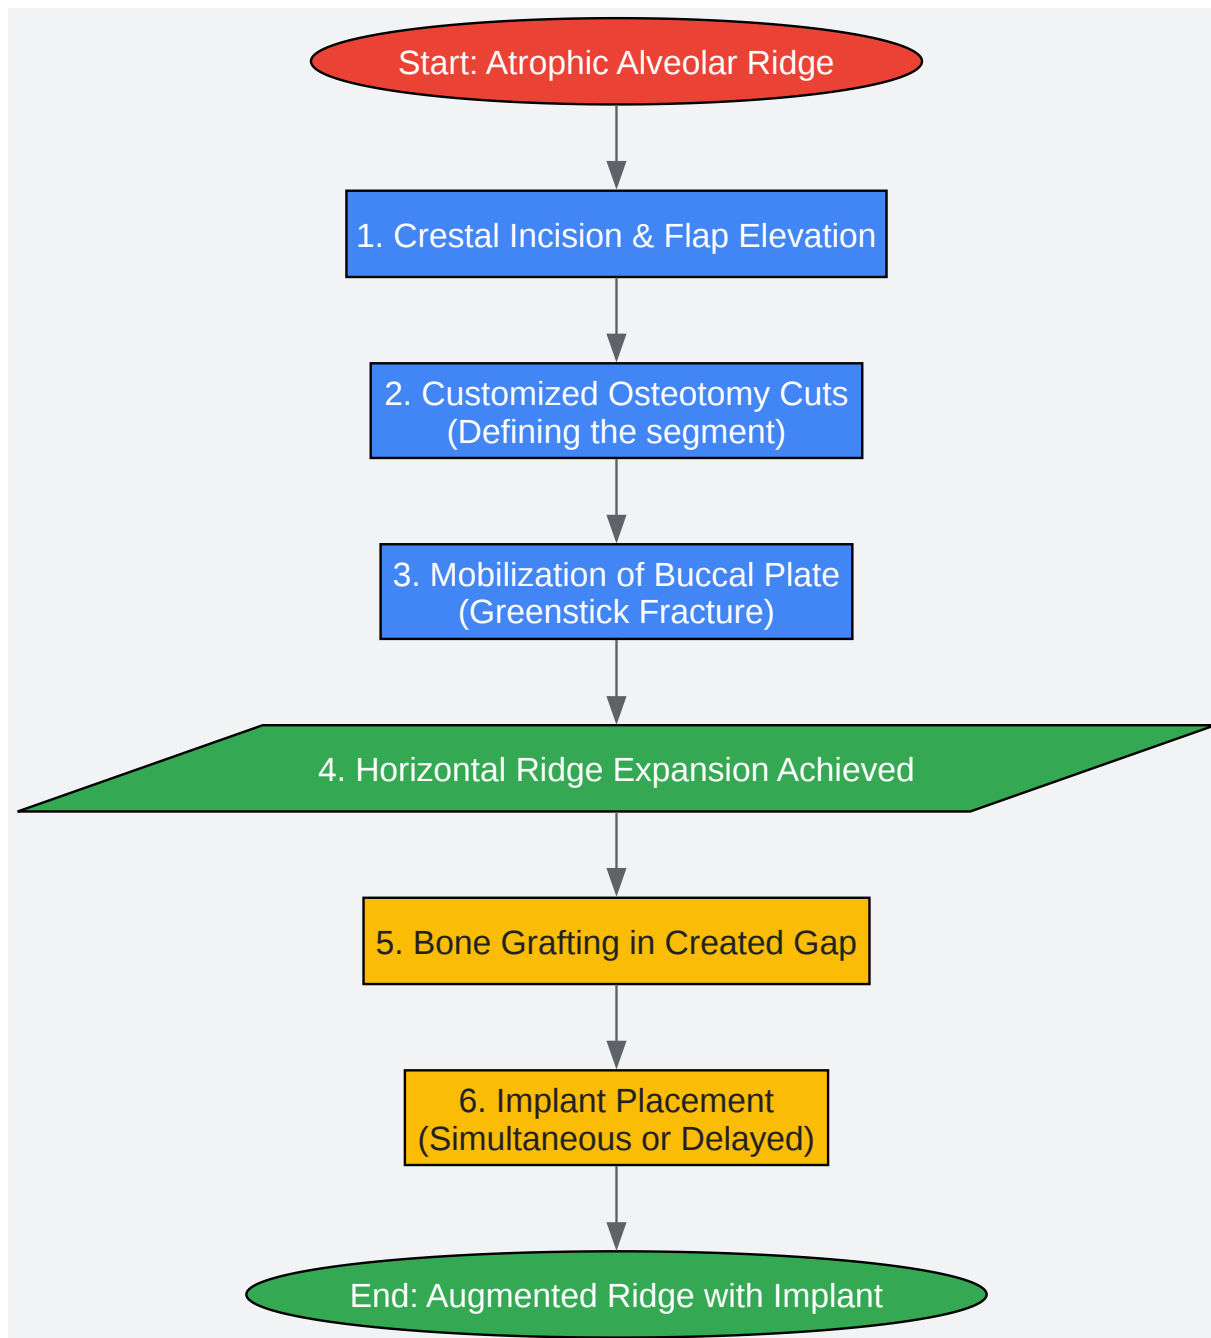 Start: Atrophic Alveolar Ridge
1. Crestal Incision & Flap Elevation
2. Customized Osteotomy Cuts
(Defining the segment)
3. Mobilization of Buccal Plate
(Greenstick Fracture)
4. Horizontal Ridge Expansion Achieved
5. Bone Grafting in Created Gap
6. Implant Placement
(Simultaneous or Delayed)
End: Augmented Ridge with Implant